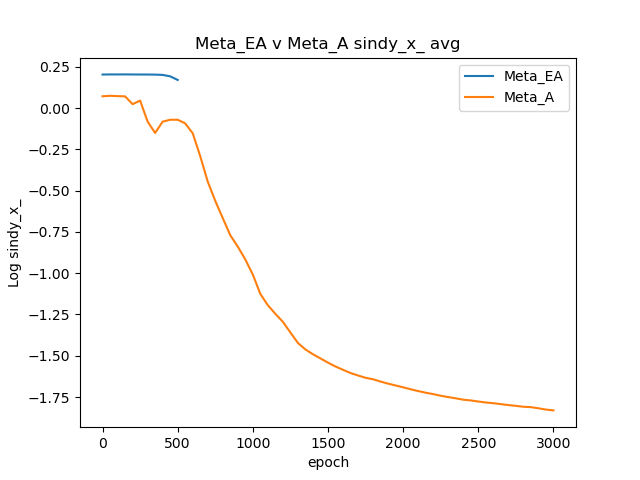 Meta_EA v Meta_A sindy_x_ avg
Meta_EA
Meta_A
Log sindy_x_
0.25
0.00
−0.25
−0.50
−0.75
−1.00
−1.25
−1.50
−1.75
0 500 1000 1500 2000 2500 3000
epoch